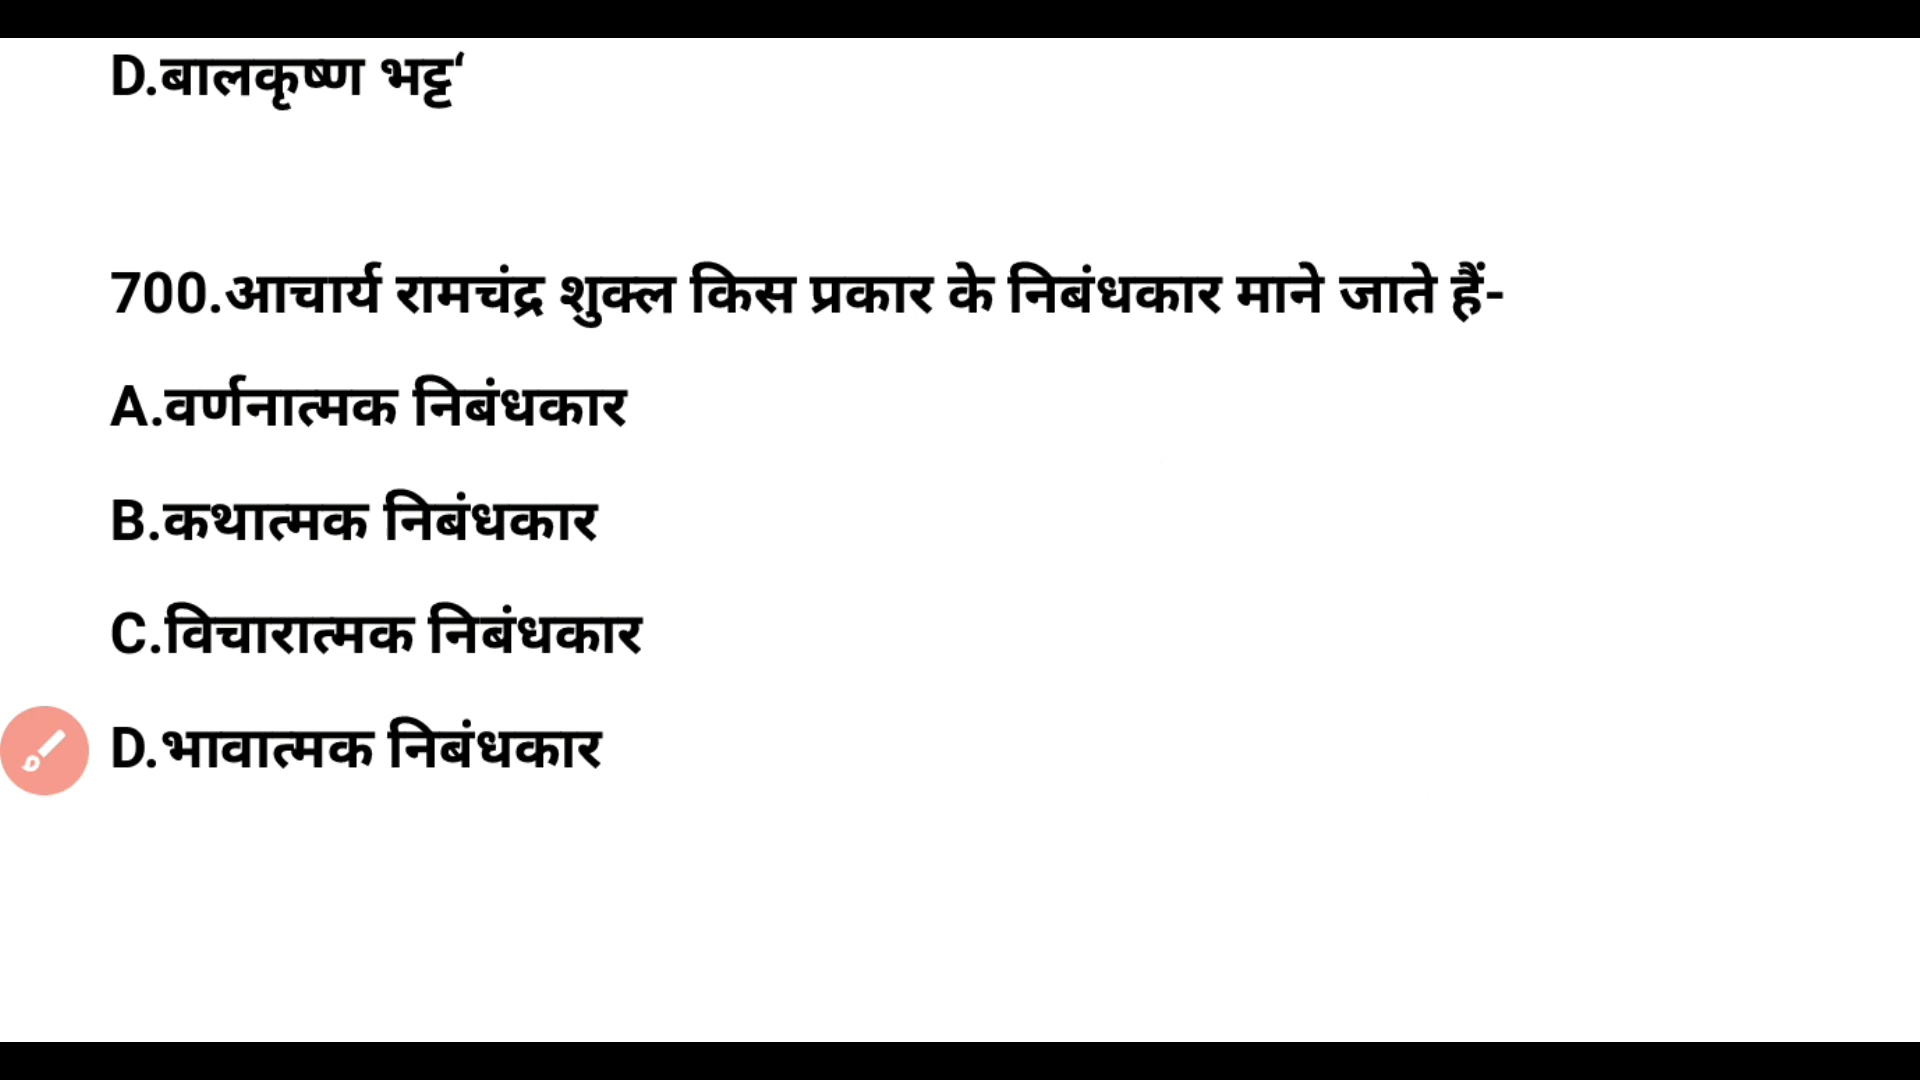 D.बालकृष्ण भट्ट‘
700.आचार्य रामचंद्र शुक्ल किस प्रकार के निबंधकार माने जाते हैं-
A.वर्णनात्मक निबंधकार
B.कथात्मक निबंधकार
C.विचारात्मक निबंधकार
D.भावात्मक निबंधकार